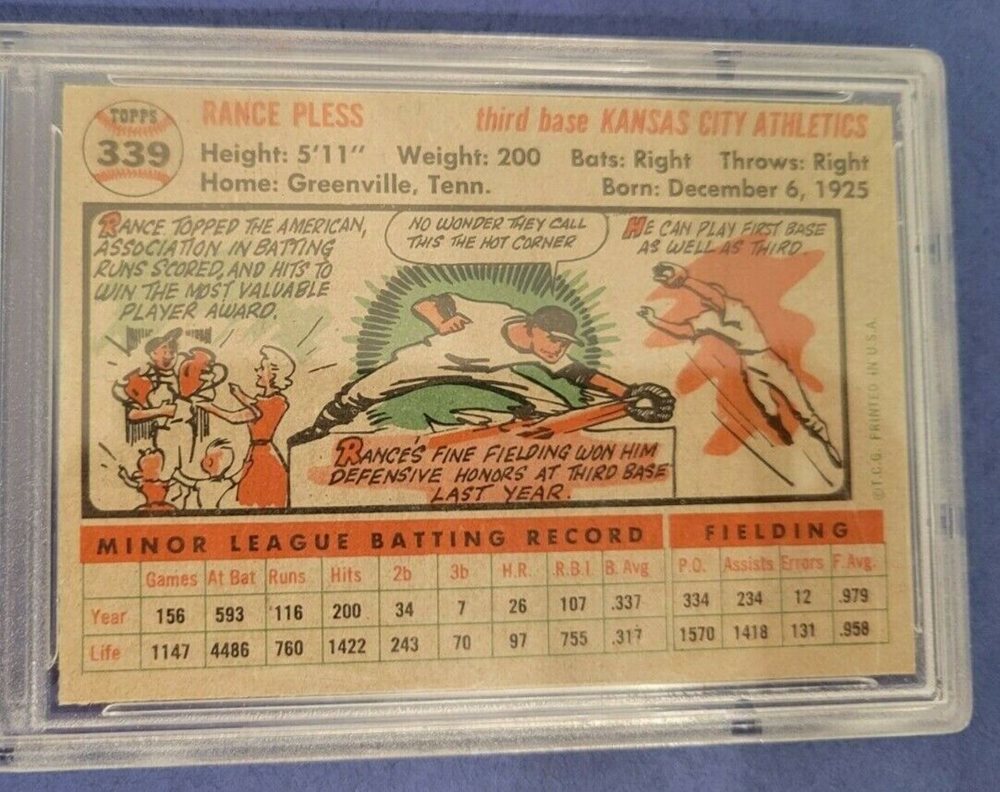 TOPPS
339
RANCE PLESS third base KANSAS CITY ATHLETICS
Height: 5'11" Weight: 200 Bats: Right Throws: Right
Home: Greenville, Tenn. Born: December 6, 1925
RANCE TOPPED THE AMERICAN,
ASSOCIATION IN BATTING
RUNS SCORED, AND HITS TO
WIN THE MOST VALUABLE
PLAYER AWARD.
NO WONDER THEY CALL
THIS THE HOT CORNER
RANCE'S FINE FIELDING WON HIM
DEFENSIVE HONORS AT THIRD BASE
LAST YEAR.
HE CAN PLAY FIRST BASE
AS WELL AS THIRD.
©T.C.G. PRINTED IN U.S.A.
MINOR LEAGUE BATTING RECORD FIELDING
Games At Bat Runs Hits 2b 3b H.R. R.B.I. B. Avg P.O. Assists Errors F. Avg.
Year 156 593 116 200 34 7 26 107 .337 334 234 12 .979
Life 1147 4486 760 1422 243 70 97 755 .317 1570 1418 131 .958